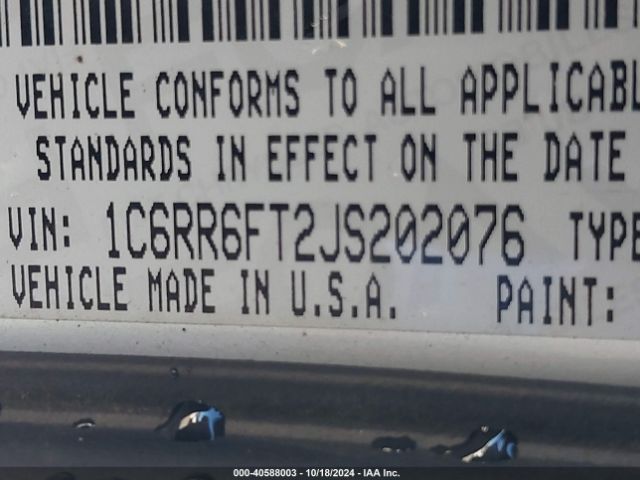 VEHICLE CONFORMS TO ALL
STANDARDS IN EFFECT ON THE DATE
VIN: 1C6RR6FT2JS202076 TYPE
VEHICLE MADE IN U.S.A. PAINT:
000-40588003 - 10/18/2024 - IAA Inc.